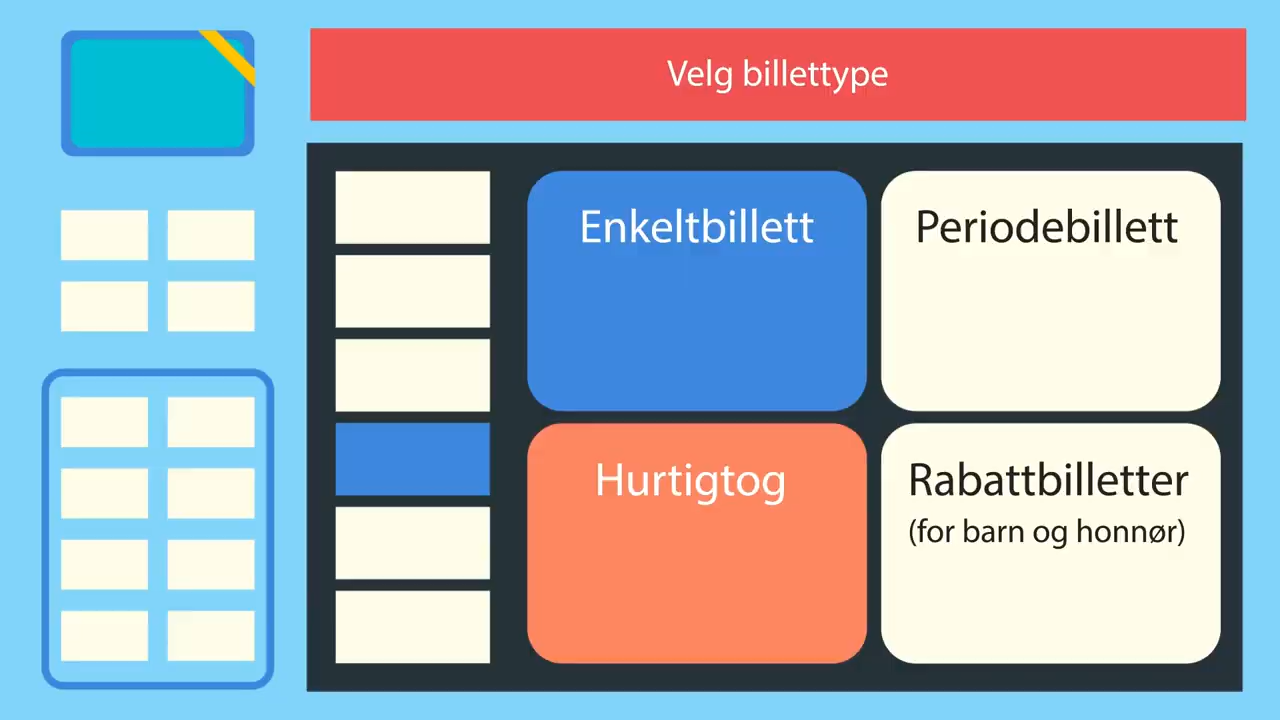 Velg billettype
Enkeltbillett
Periodebillett
Hurtigtog
Rabattbilletter
(for barn og honnør)